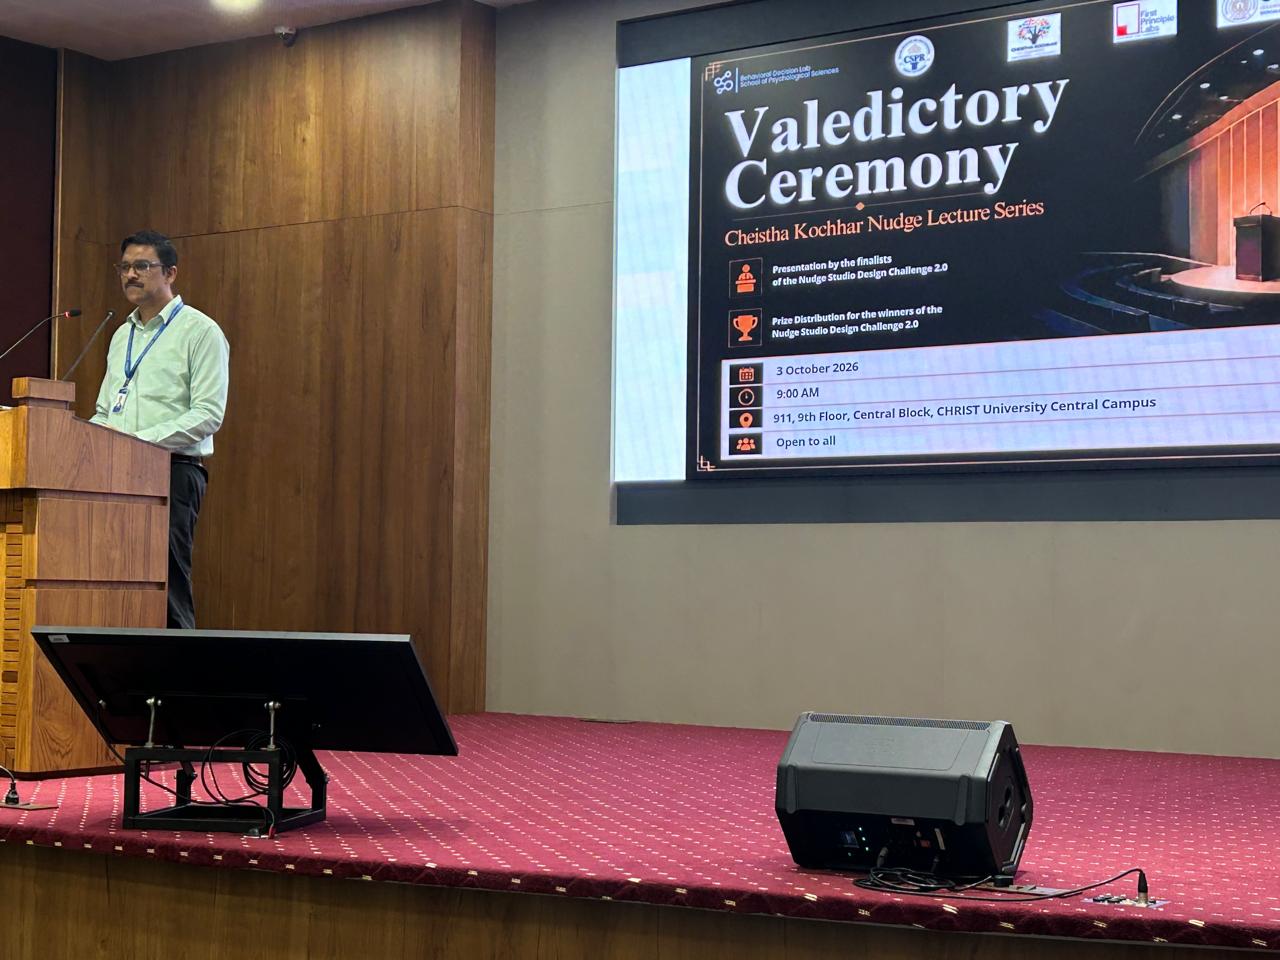 Behavioral Decision Lab
School of Psychological Sciences
CSPR
CHEISTHA KOCHHAR
First
Principle
Labs
Valedictory
Ceremony
Cheistha Kochhar Nudge Lecture Series
Presentation by the finalists
of the Nudge Studio Design Challenge 2.0
Prize Distribution for the winners of the
Nudge Studio Design Challenge 2.0
3 October 2026
9:00 AM
911, 9th Floor, Central Block, CHRIST University Central Campus
Open to all